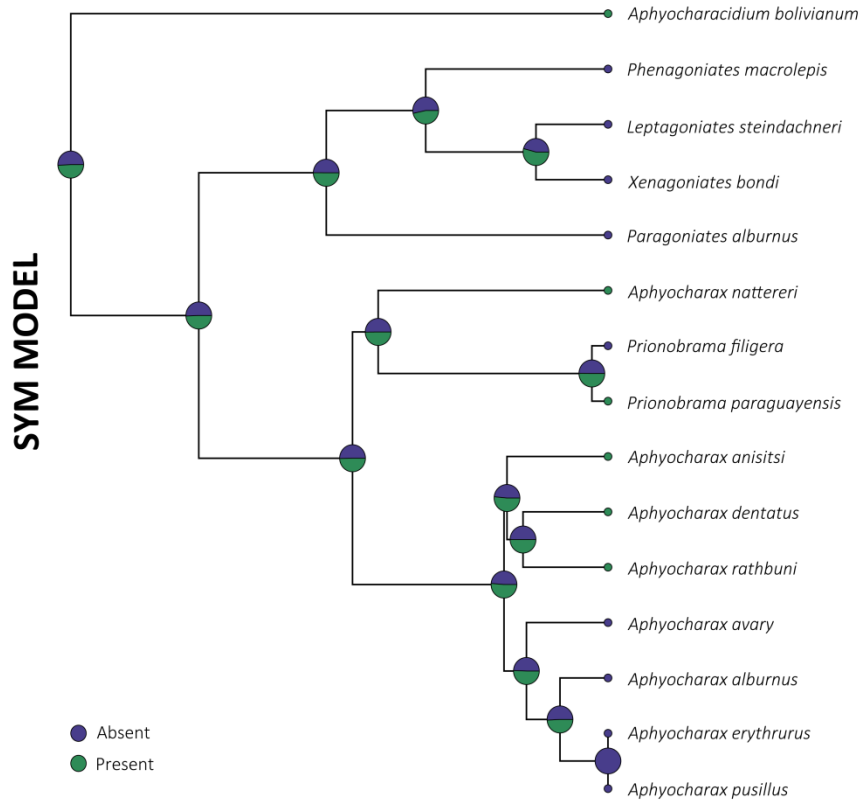 SYM MODEL
Aphyocharacidium bolivianum
Phenagoniates macrolepis
Leptagoniates steindachneri
Xenagoniates bondi
Paragoniates alburnus
Aphyocharax nattereri
Prionobrama filigera
Prionobrama paraguayensis
Aphyocharax anisitsi
Aphyocharax dentatus
Aphyocharax rathbuni
Aphyocharax avary
Aphyocharax alburnus
Aphyocharax erythrurus
Aphyocharax pusillus
Absent
Present